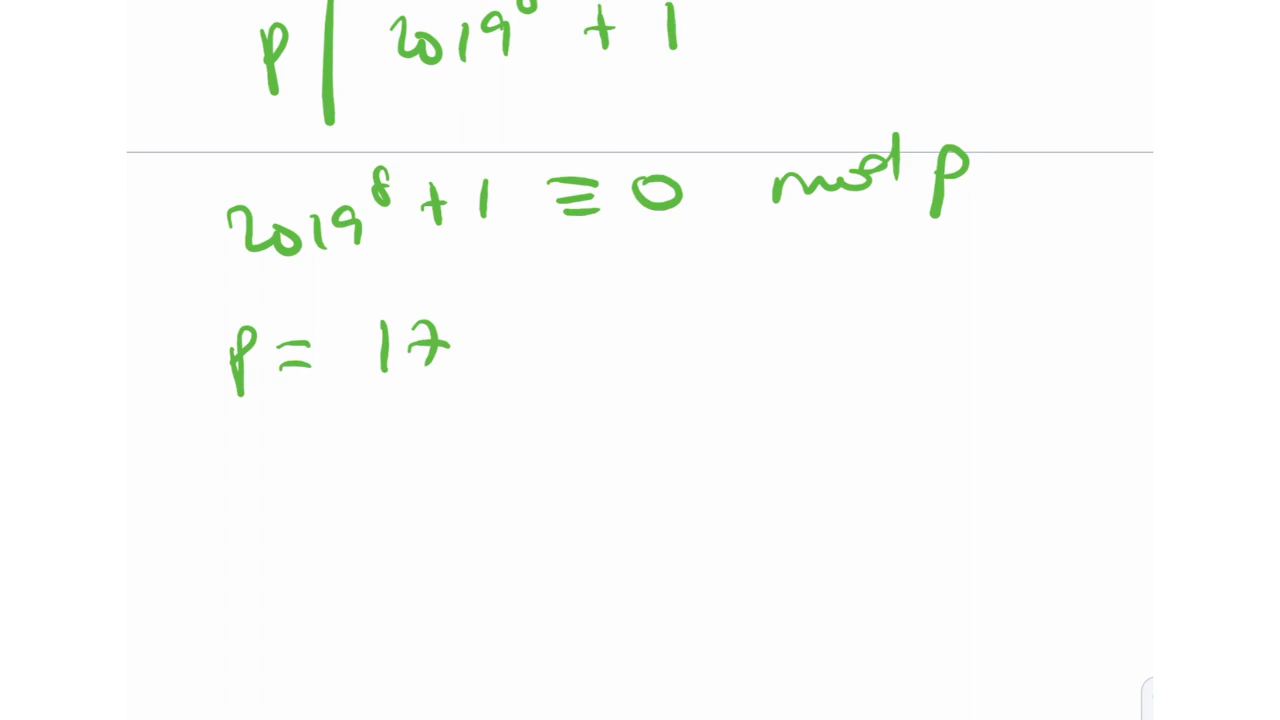 p | 2019⁸ + 1
2019⁸ + 1 ≡ 0 mod p
p = 17